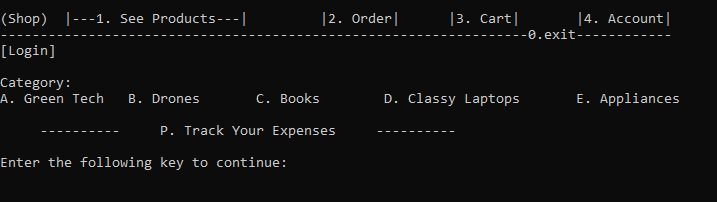 (Shop)  |---1. See Products---|         |2. Order|      |3. Cart|       |4. Account|
------------------------------------------------------------------0.exit------------
[Login]
Category:
A. Green Tech   B. Drones       C. Books        D. Classy Laptops       E. Appliances
     ----------     P. Track Your Expenses     ----------
Enter the following key to continue: